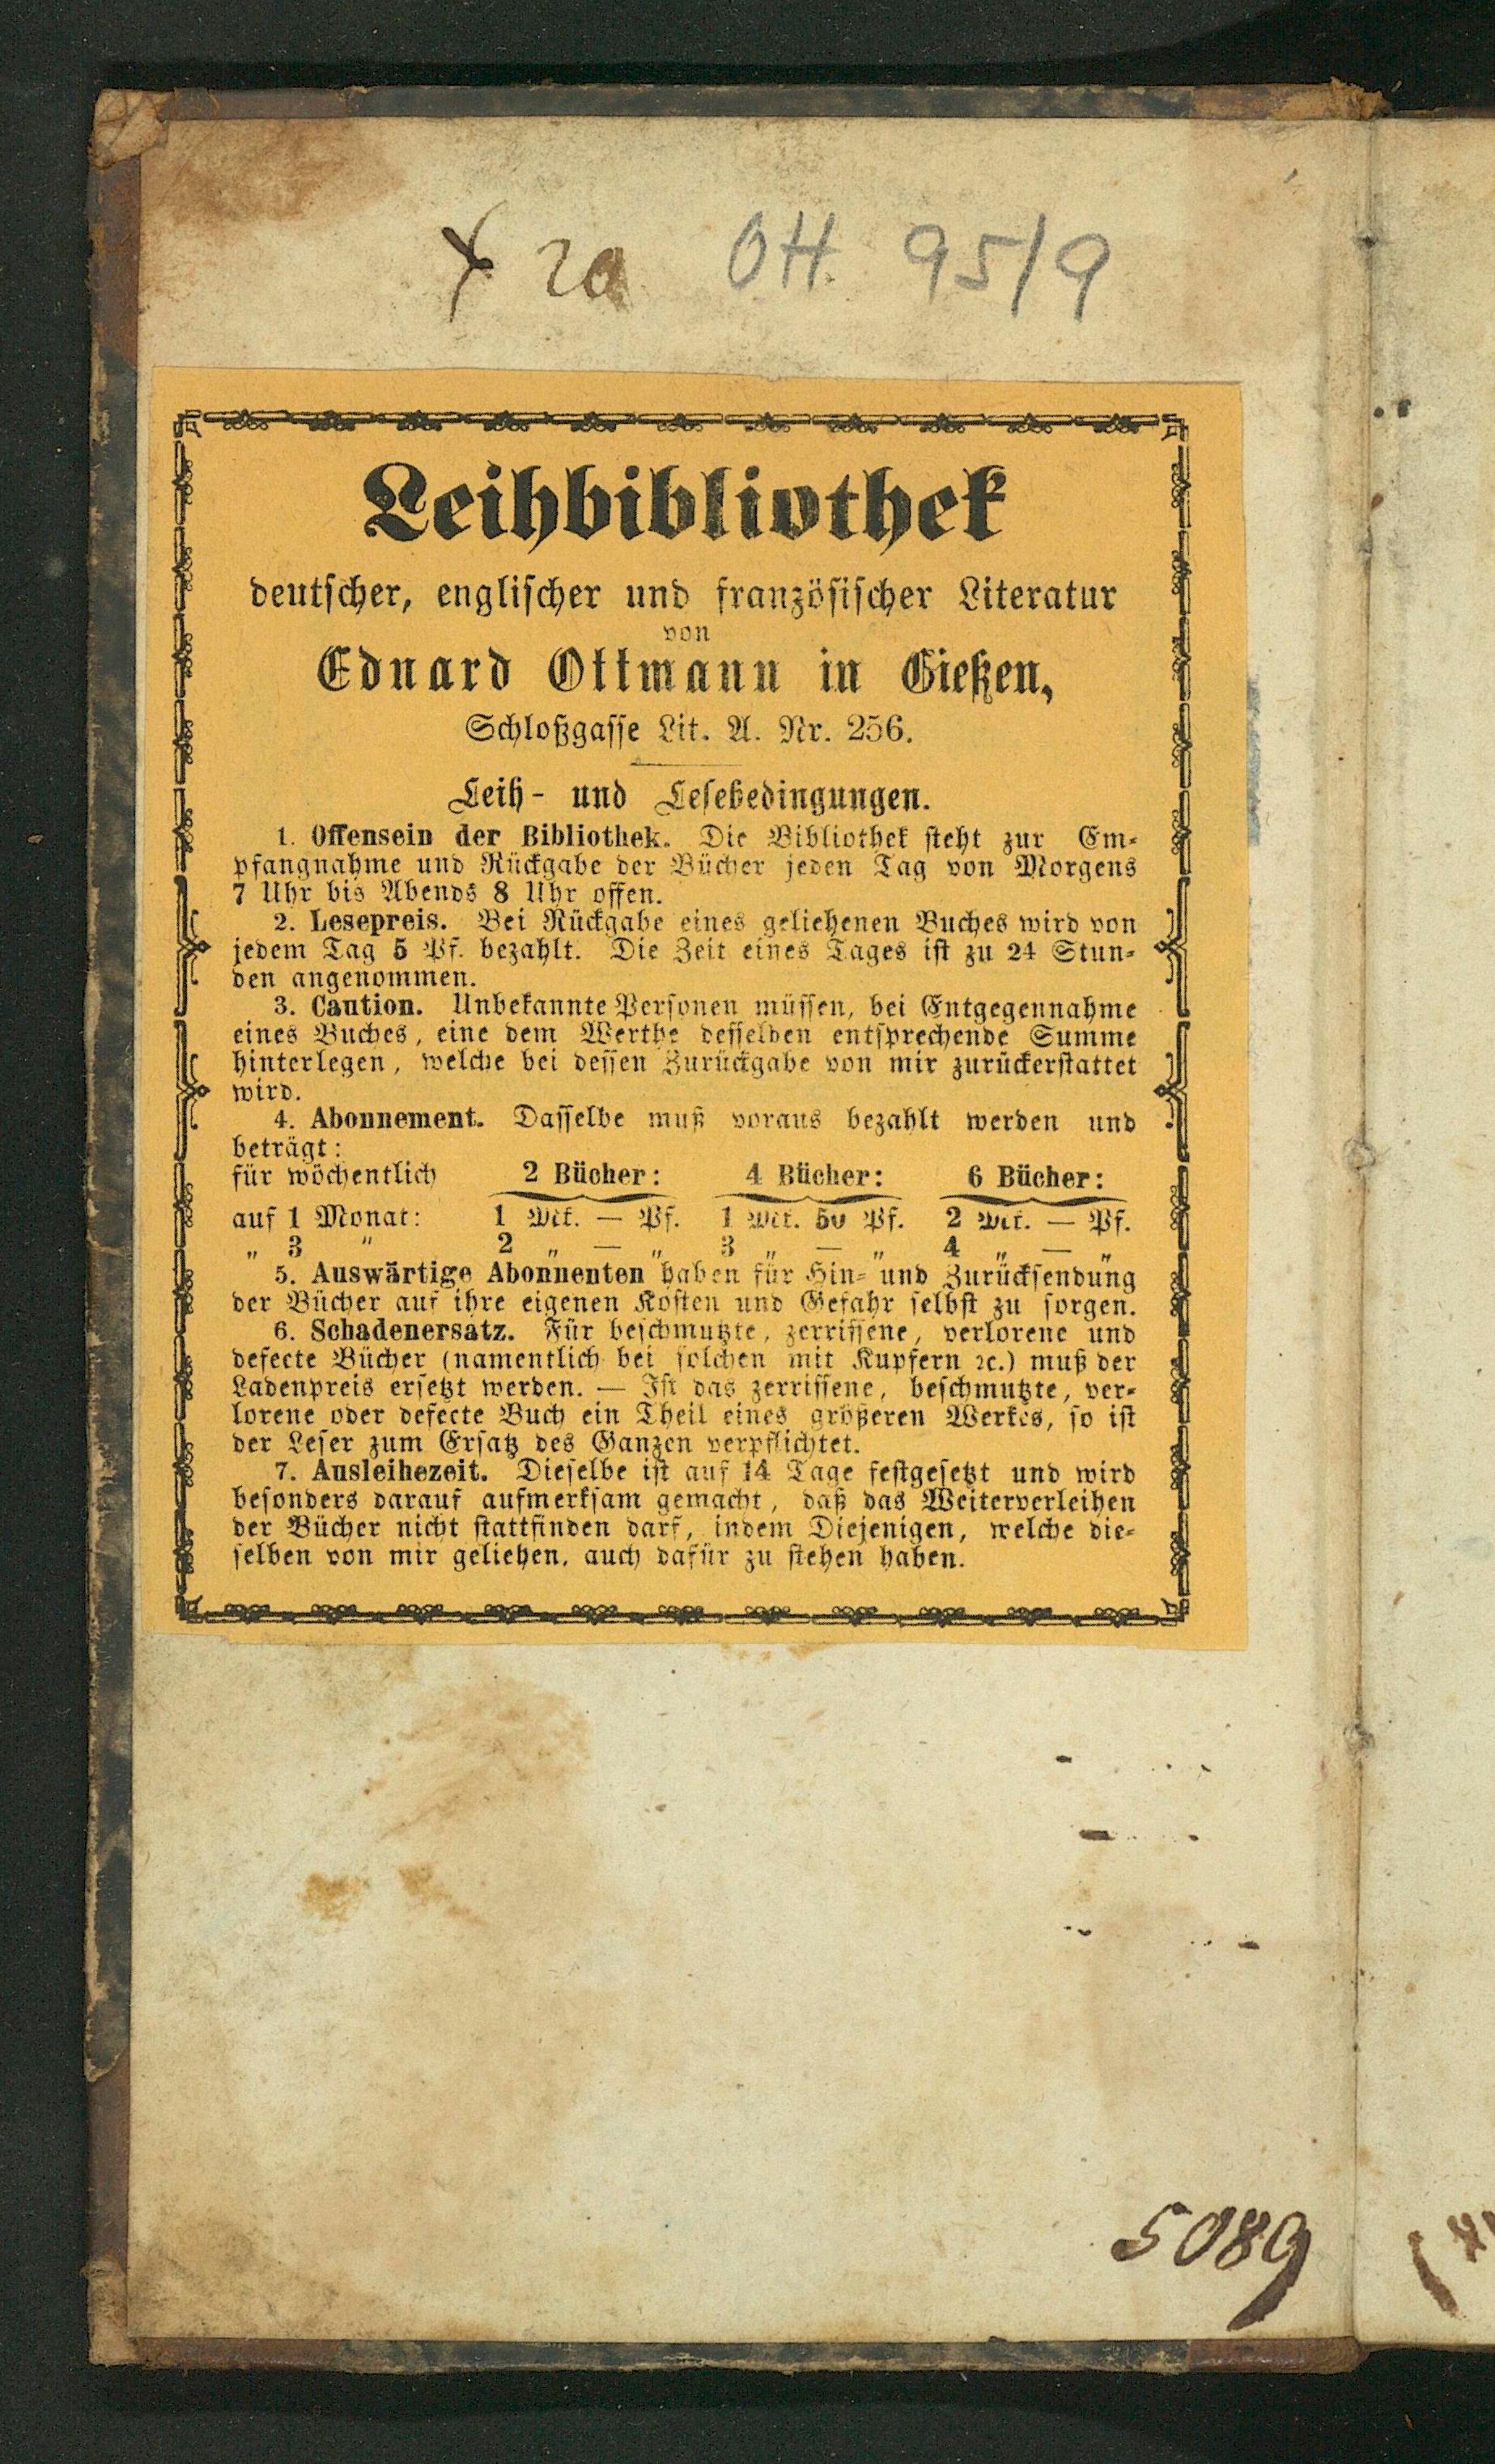 20 OH 95/9
Leihbibliothek
deutscher, englischer und französischer Literatur
von
Eduard Ottmann in Gießen,
Schloßgasse Lit. A. Nr. 256.
Leih- und Lesebedingungen.
1. Offensein der Bibliothek. Die Bibliothek steht zur Em-
pfangnahme und Rückgabe der Bücher jeden Tag von Morgens
7 Uhr bis Abends 8 Uhr offen.
2. Lesepreis. Bei Rückgabe eines geliehenen Buches wird von
jedem Tag 5 Pf. bezahlt. Die Zeit eines Tages ist zu 24 Stun-
den angenommen.
3. Caution. Unbekannte Personen müssen, bei Entgegennahme
eines Buches, eine dem Werthe desselben entsprechende Summe
hinterlegen, welche bei dessen Zurückgabe von mir zurückerstattet
wird.
4. Abonnement. Dasselbe muß voraus bezahlt werden und
beträgt:
für wöchentlich 2 Bücher: 4 Bücher: 6 Bücher:
auf 1 Monat: 1 Mk. — Pf. 1 Mk. 50 Pf. 2 Mk. — Pf.
„ 3 „ 2 „ — „ 3 „ — „ 4 „ — „
5. Auswärtige Abonnenten haben für Hin- und Zurücksendung
der Bücher auf ihre eigenen Kosten und Gefahr selbst zu sorgen.
6. Schadenersatz. Für beschmutzte, zerrissene, verlorene und
defecte Bücher (namentlich bei solchen mit Kupfern ꝛc.) muß der
Ladenpreis ersetzt werden. — Ist das zerrissene, beschmutzte, ver-
lorene oder defecte Buch ein Theil eines größeren Werkes, so ist
der Leser zum Ersatz des Ganzen verpflichtet.
7. Ausleihezeit. Dieselbe ist auf 14 Tage festgesetzt und wird
besonders darauf aufmerksam gemacht, daß das Weiterverleihen
der Bücher nicht stattfinden darf, indem Diejenigen, welche die-
selben von mir geliehen, auch dafür zu stehen haben.
5089